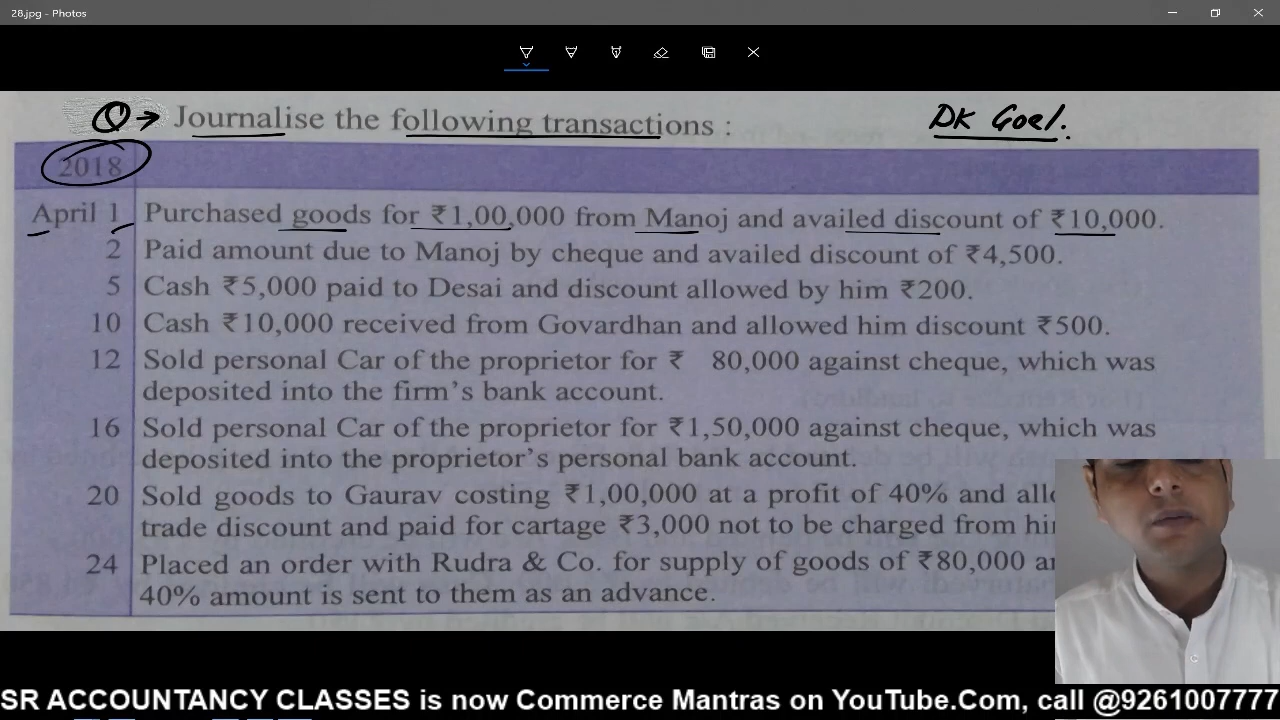 28.jpg - Photos
Q → Journalise the following transactions :
DK Goel.
2018
April 1 Purchased goods for ₹1,00,000 from Manoj and availed discount of ₹10,000.
2 Paid amount due to Manoj by cheque and availed discount of ₹4,500.
5 Cash ₹5,000 paid to Desai and discount allowed by him ₹200.
10 Cash ₹10,000 received from Govardhan and allowed him discount ₹500.
12 Sold personal Car of the proprietor for ₹ 80,000 against cheque, which was
deposited into the firm's bank account.
16 Sold personal Car of the proprietor for ₹1,50,000 against cheque, which was
deposited into the proprietor's personal bank account.
20 Sold goods to Gaurav costing ₹1,00,000 at a profit of 40% and
trade discount and paid for cartage ₹3,000 not to be charged from
24 Placed an order with Rudra & Co. for supply of goods of ₹80,000
40% amount is sent to them as an advance.
SR ACCOUNTANCY CLASSES is now Commerce Mantras on YouTube.Com, call @9261007777